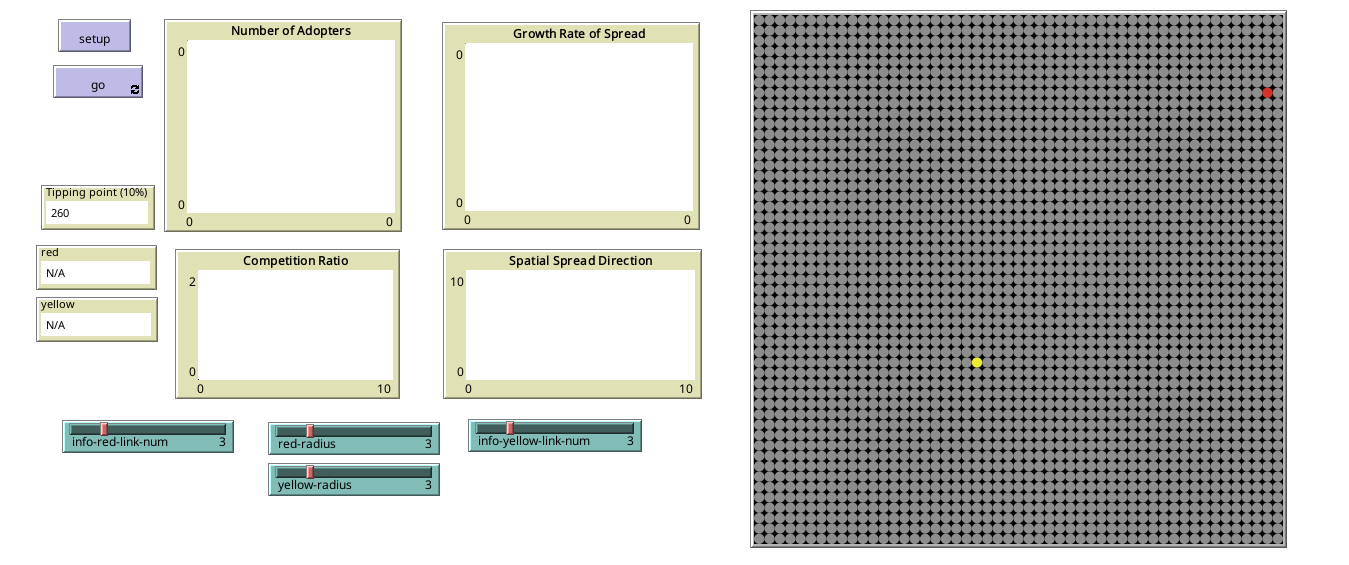 setup
go
Tipping point (10%)
260
red
N/A
yellow
N/A
Number of Adopters
0
0
0
0
Growth Rate of Spread
0
0
0
0
Competition Ratio
2
0
0
10
Spatial Spread Direction
10
0
0
10
info-red-link-num 3
red-radius 3
yellow-radius 3
info-yellow-link-num 3